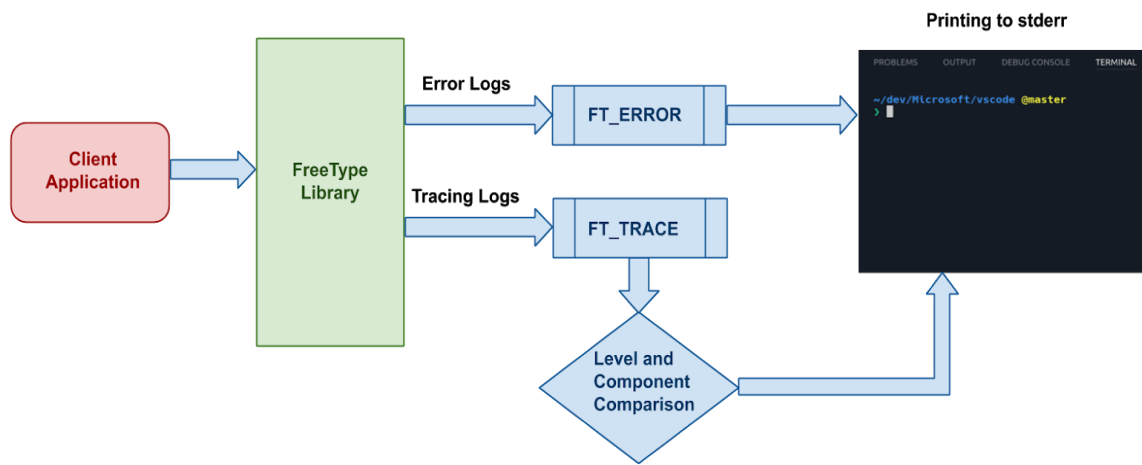 Printing to stderr
PROBLEMS OUTPUT DEBUG CONSOLE TERMINAL
~/dev/Microsoft/vscode @master
❯
Error Logs
FT_ERROR
Client
Application
FreeType
Library
Tracing Logs
FT_TRACE
Level and
Component
Comparison